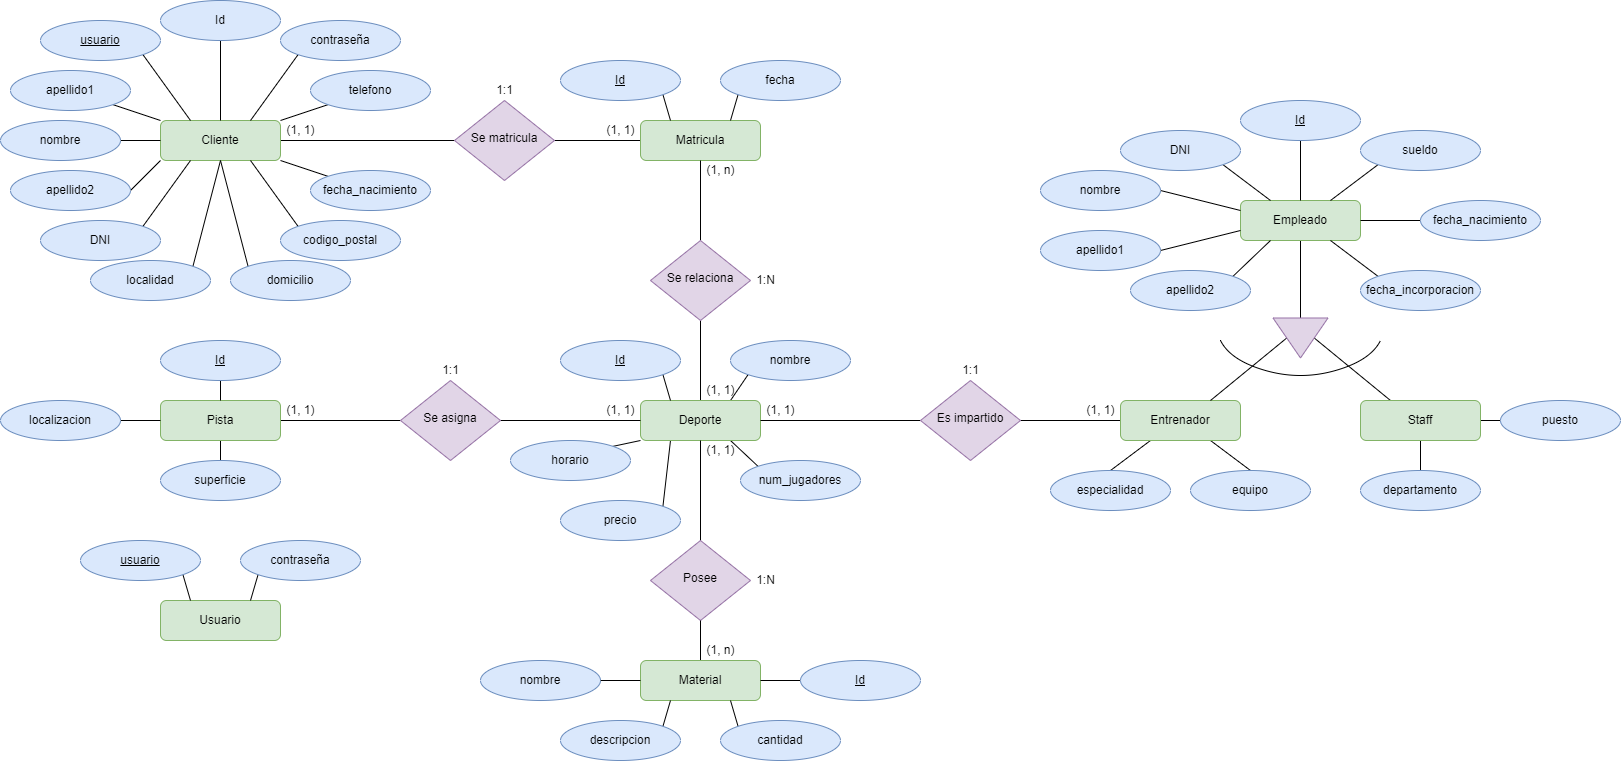 Id
usuario
contraseña
apellido1
telefono
Cliente
nombre
apellido2
fecha_nacimiento
DNI
codigo_postal
localidad
domicilio
(1, 1)
1:1
Se matricula
(1, 1)
Id
fecha
Matricula
(1, n)
Se relaciona
1:N
Id
DNI
sueldo
nombre
Empleado
fecha_nacimiento
apellido1
apellido2
fecha_incorporacion
Id
localizacion
Pista
superficie
(1, 1)
1:1
Se asigna
(1, 1)
Id
nombre
(1, 1)
Deporte
(1, 1)
(1, 1)
horario
num_jugadores
precio
1:1
Es impartido
(1, 1)
Entrenador
especialidad
equipo
Staff
puesto
departamento
usuario
contraseña
Usuario
Posee
1:N
(1, n)
nombre
Material
Id
descripcion
cantidad